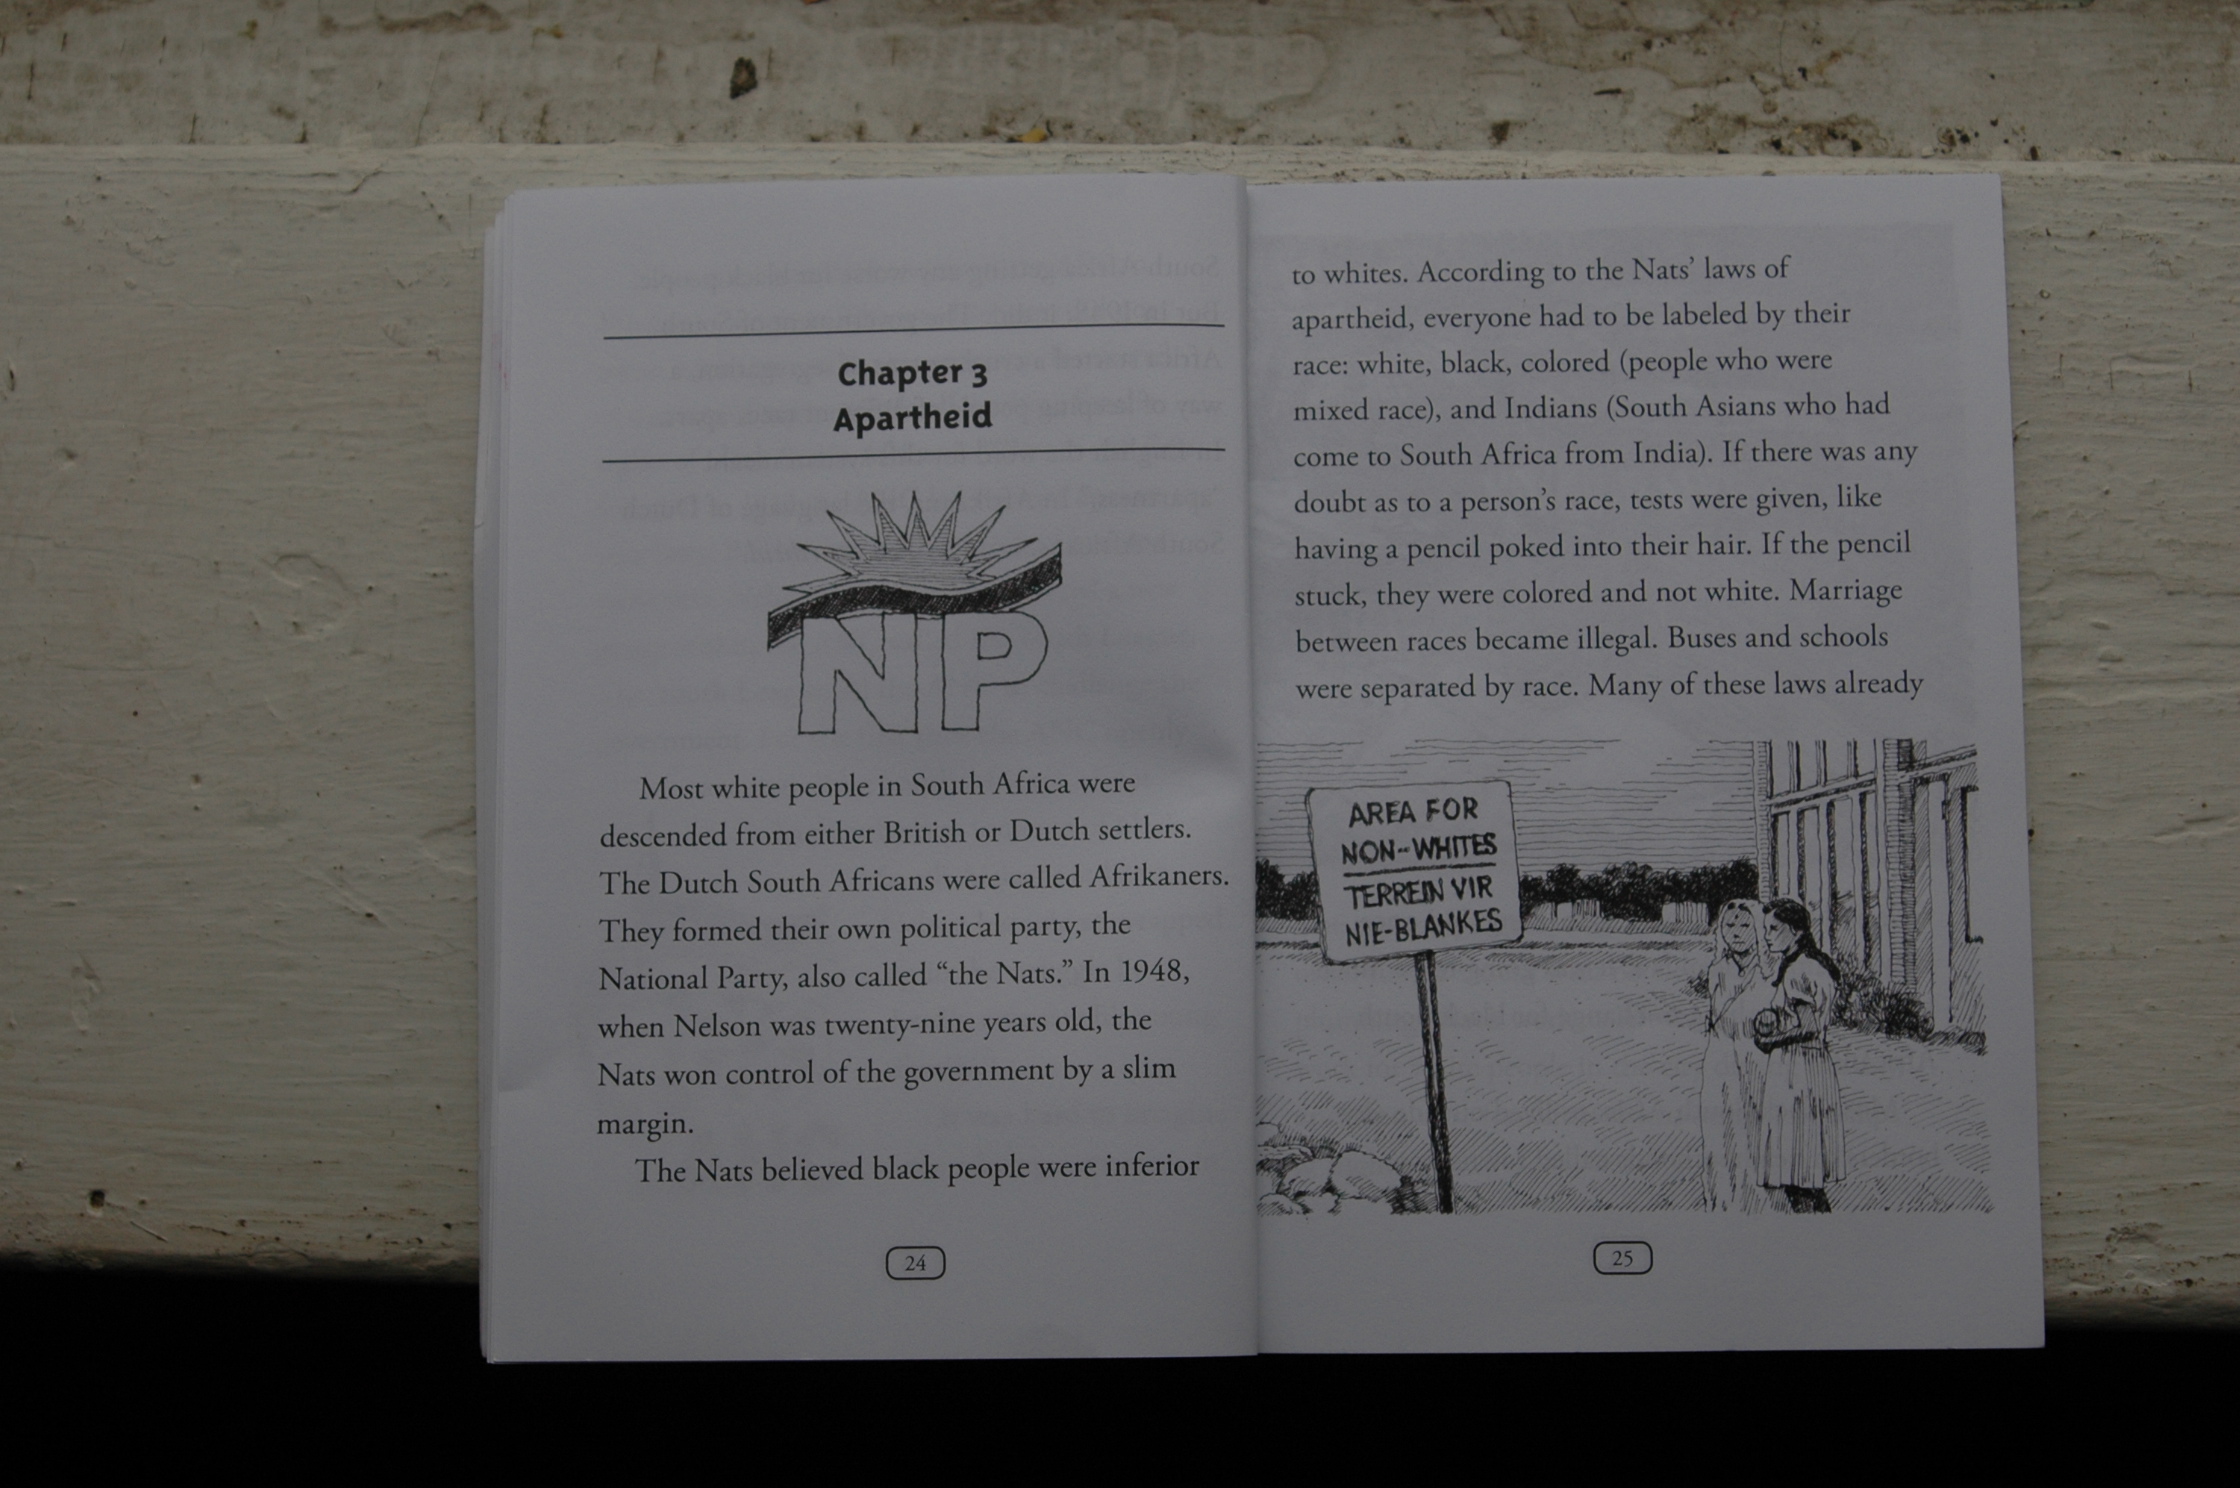 Chapter 3
Apartheid
NP
Most white people in South Africa were
descended from either British or Dutch settlers.
The Dutch South Africans were called Afrikaners.
They formed their own political party, the
National Party, also called “the Nats.” In 1948,
when Nelson was twenty-nine years old, the
Nats won control of the government by a slim
margin.
The Nats believed black people were inferior
24
to whites. According to the Nats’ laws of
apartheid, everyone had to be labeled by their
race: white, black, colored (people who were
mixed race), and Indians (South Asians who had
come to South Africa from India). If there was any
doubt as to a person’s race, tests were given, like
having a pencil poked into their hair. If the pencil
stuck, they were colored and not white. Marriage
between races became illegal. Buses and schools
were separated by race. Many of these laws already
AREA FOR
NON-WHITES
TERREIN VIR
NIE-BLANKES
25